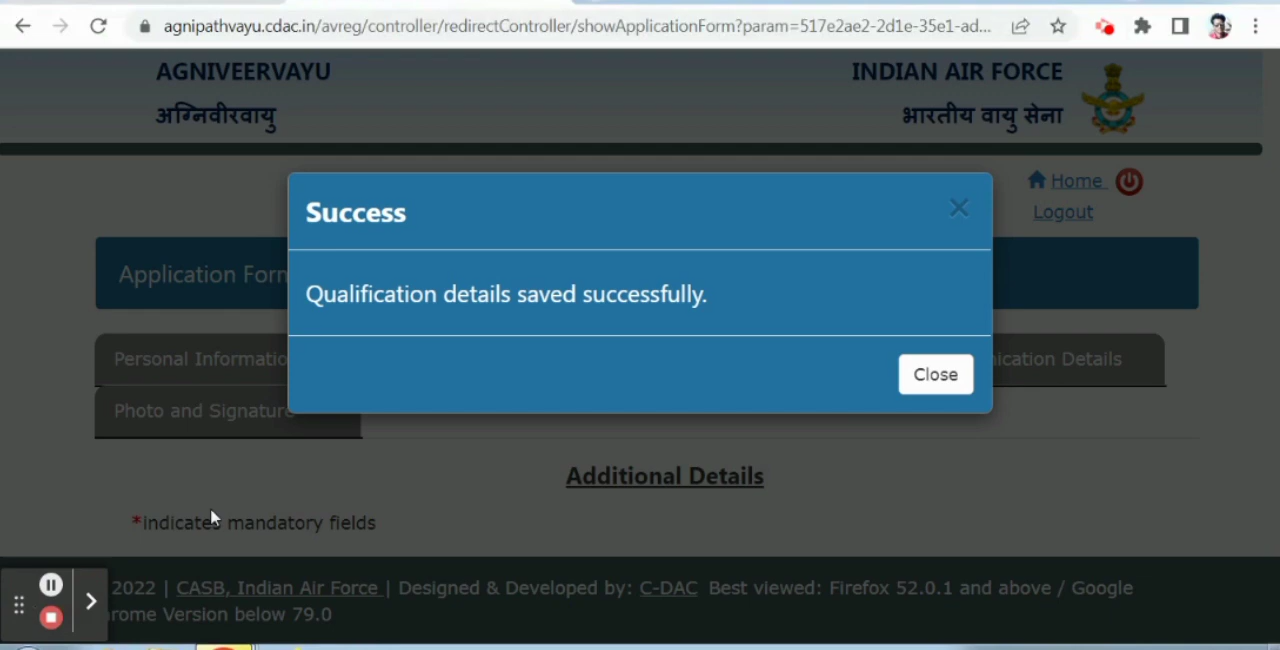 agnipathvayu.cdac.in/avreg/controller/redirectController/showApplicationForm?param=517e2ae2-2d1e-35e1-ad...
AGNIVEERVAYU
INDIAN AIR FORCE
अग्निवीरवायु
भारतीय वायु सेना
Home
Logout
Success
Application Form
Qualification details saved successfully.
Personal Informatio
ication Details
Close
Photo and Signature
Additional Details
*indicates mandatory fields
2022 | CASB, Indian Air Force | Designed & Developed by: C-DAC Best viewed: Firefox 52.0.1 and above / Google
rome Version below 79.0